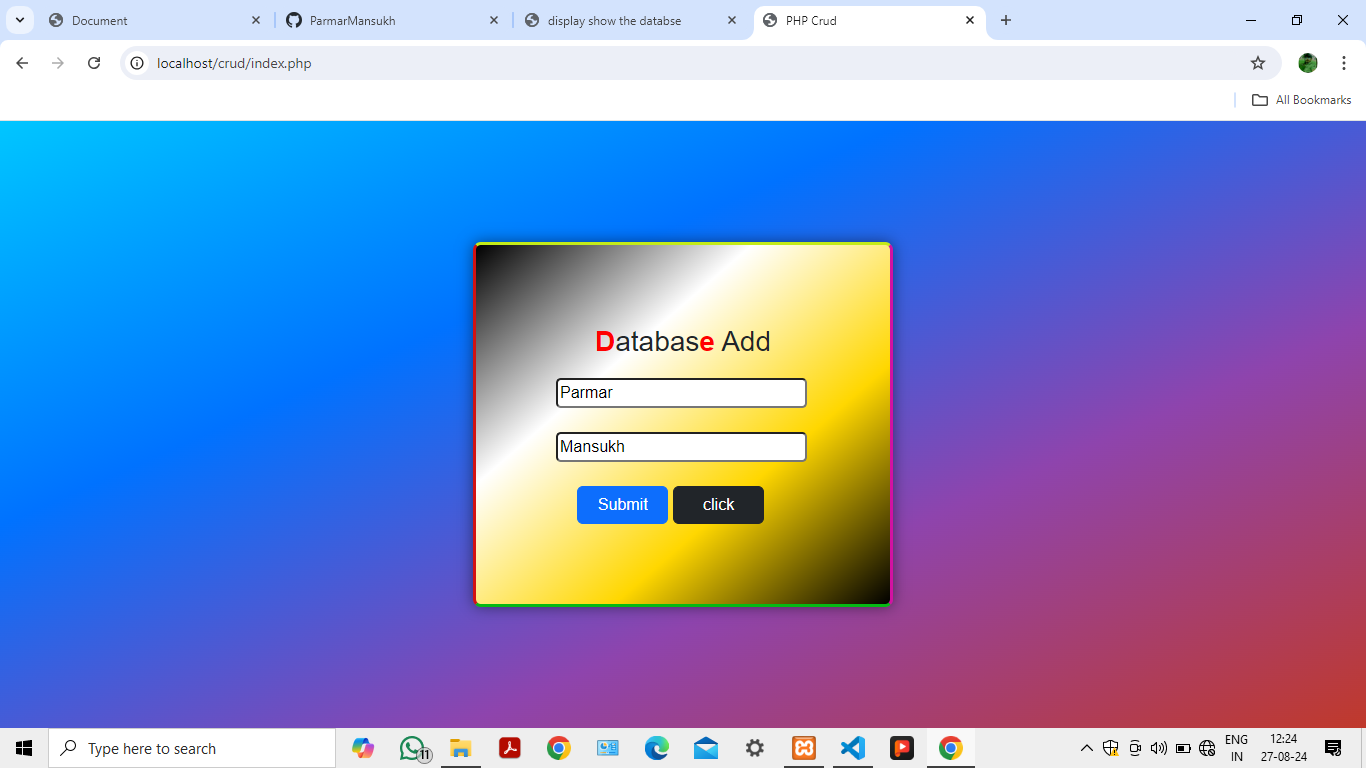 Document
ParmarMansukh
display show the databse
PHP Crud
localhost/crud/index.php
All Bookmarks
Database Add
Parmar
Mansukh
Submit click
Type here to search
11
ENG
IN
12:24
27-08-24